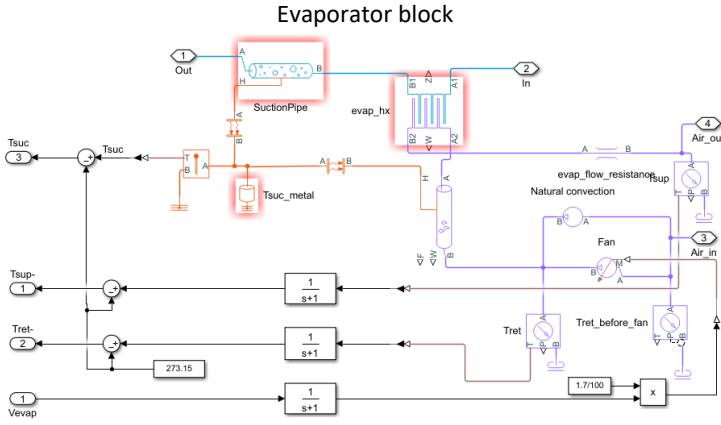 Evaporator block
1
Out
A
B
H
SuctionPipe
evap_hx
B1
Z
A1
B2
W
A2
2
In
4
Air_ou
A
B
evap_flow_resistance
Tsup
A
T
P
B
Natural convection
B
A
Fan
M
B
A
3
Air_in
Tsuc
3
Tsuc
-+
T
B
A
A
B
A
B
Tsuc_metal
H
A
F
W
B
Tsup-
1
-+
1
s+1
Tret-
2
-+
1
s+1
273.15
Tret
A
T
P
B
Tret_before_fan
A
T
P
B
1
Vevap
1
s+1
1.7/100
x